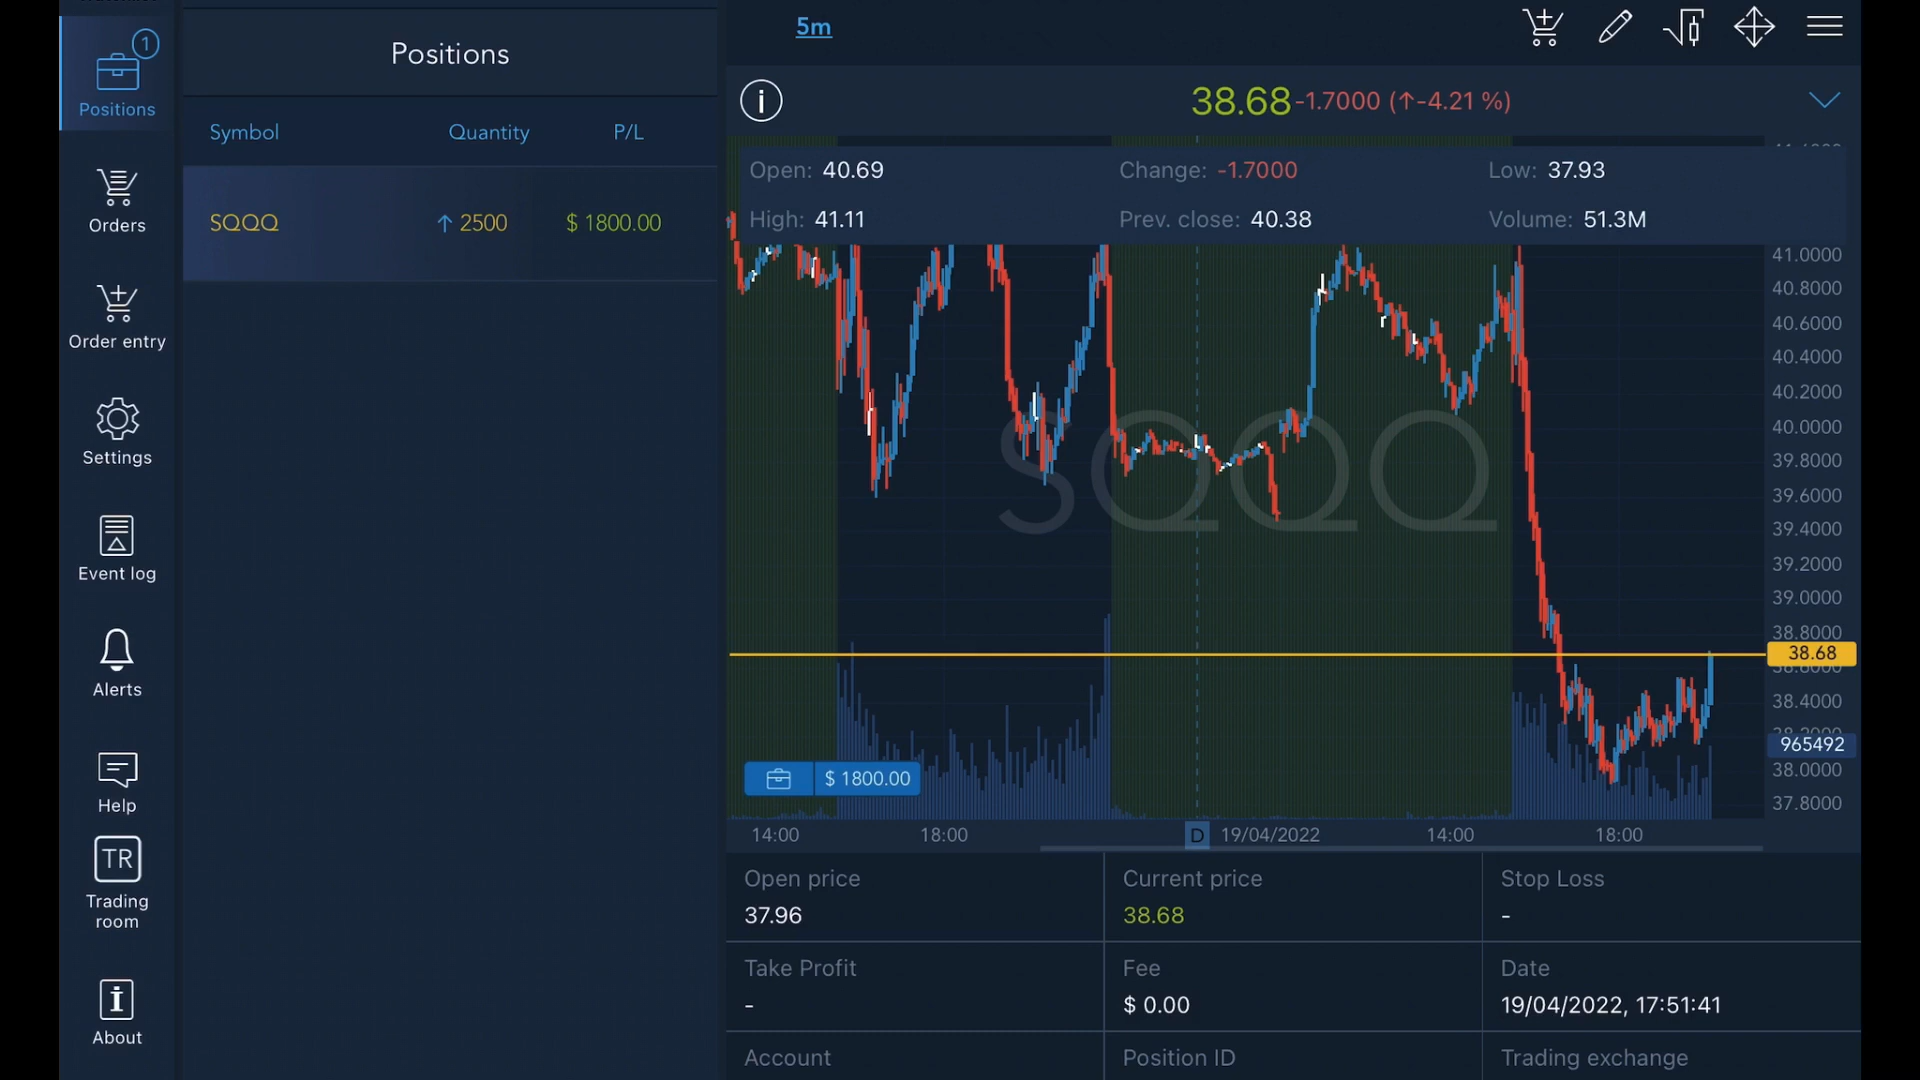 1
Positions
Orders
Order entry
Settings
Event log
Alerts
Help
TR
Trading
room
i
About
Positions
Symbol Quantity P/L
SQQQ ↑ 2500 $ 1800.00
5m
i
38.68 -1.7000 (↑-4.21 %)
Open: 40.69 Change: -1.7000 Low: 37.93
High: 41.11 Prev. close: 40.38 Volume: 51.3M
SQQQ
41.0000
40.8000
40.6000
40.4000
40.2000
40.0000
39.8000
39.6000
39.4000
39.2000
39.0000
38.8000
38.68
38.4000
965492
38.0000
37.8000
$ 1800.00
14:00 18:00 D 19/04/2022 14:00 18:00
Open price Current price Stop Loss
37.96 38.68 -
Take Profit Fee Date
- $ 0.00 19/04/2022, 17:51:41
Account Position ID Trading exchange